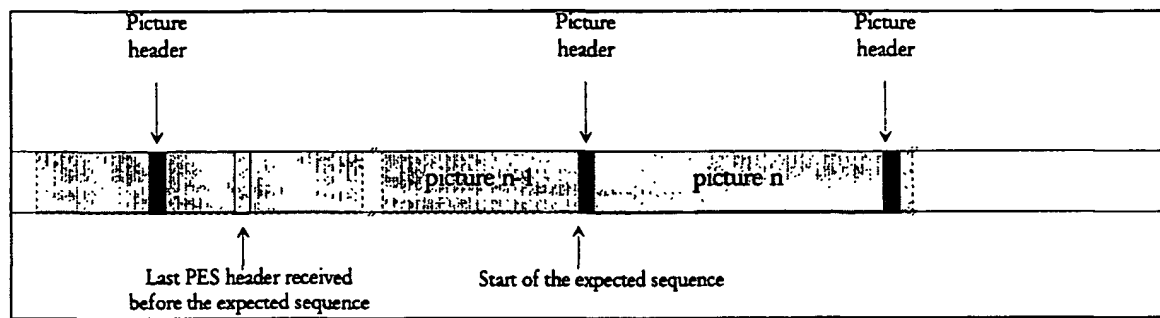 Picture
header
Picture
header
Picture
header
picture n-1
picture n
Last PES header received
before the expected sequence
Start of the expected sequence